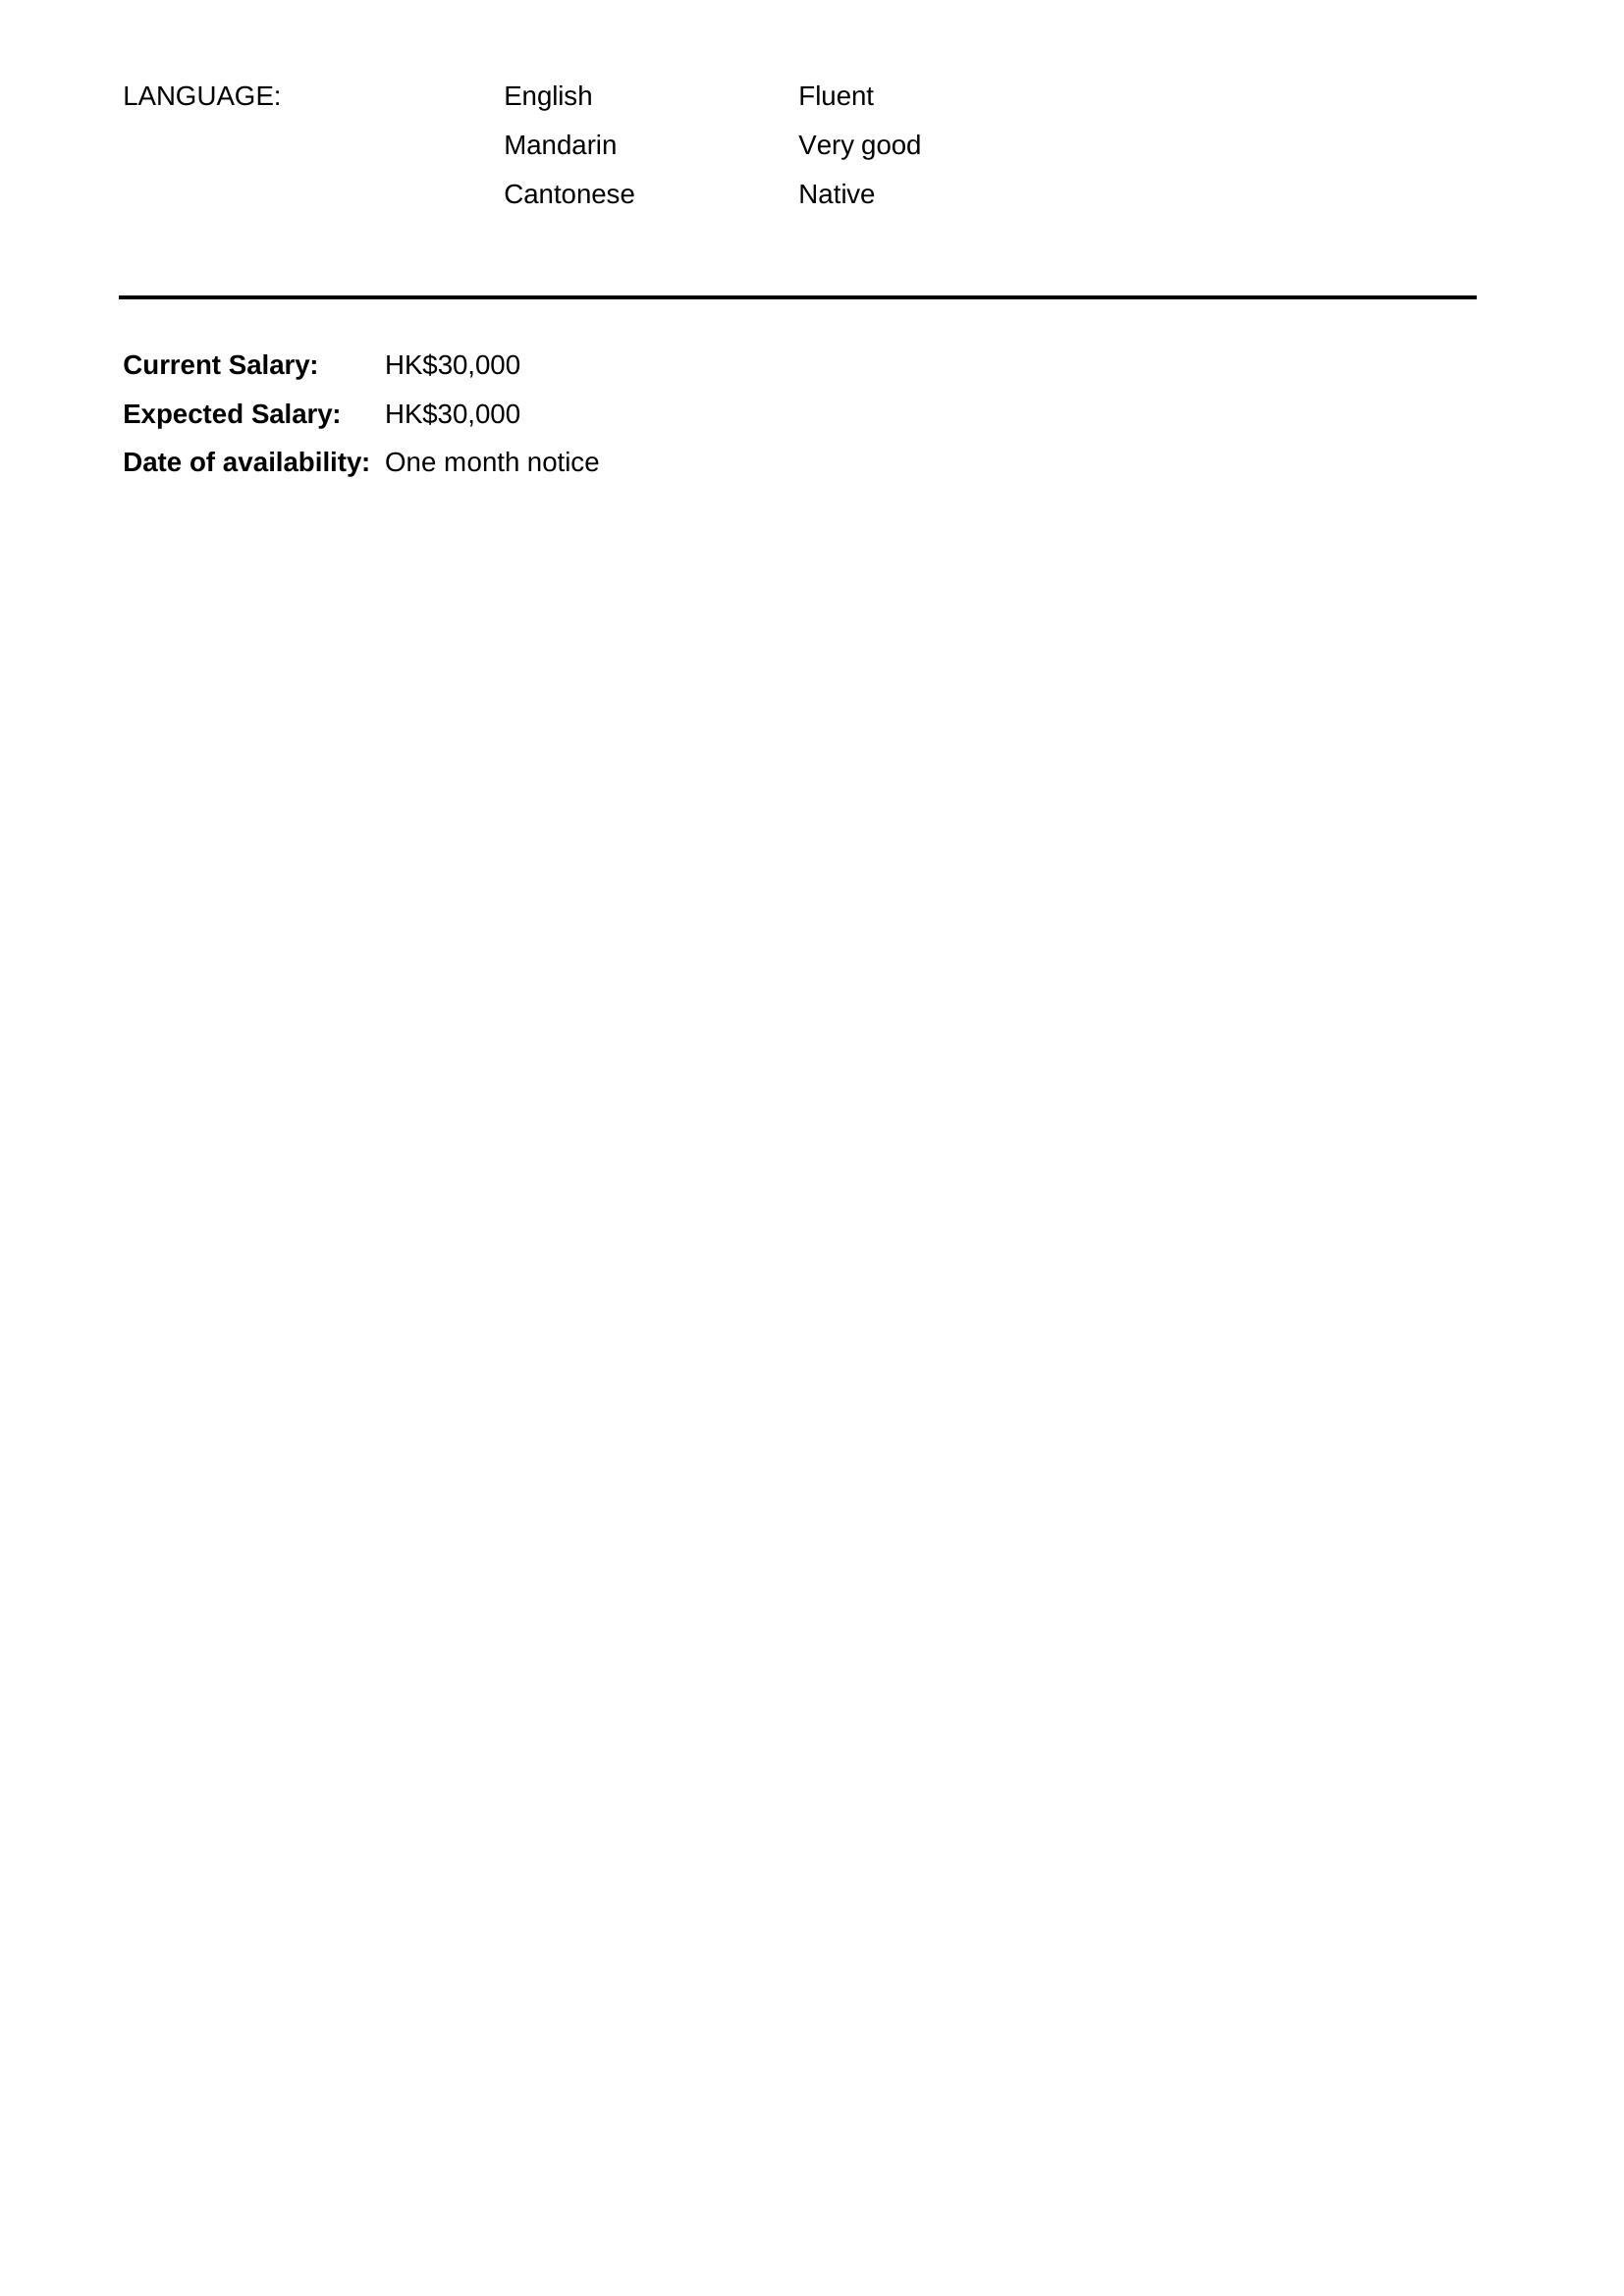 LANGUAGE: English Fluent
Mandarin Very good
Cantonese Native
Current Salary: HK$30,000
Expected Salary: HK$30,000
Date of availability: One month notice